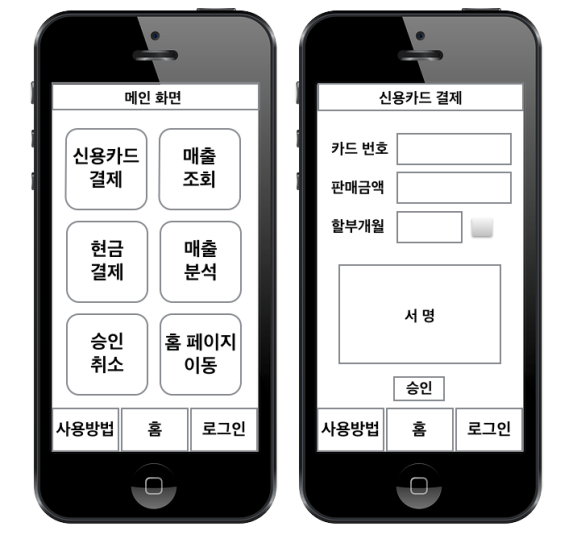 메인 화면
신용카드 매출
결제 조회
현금 매출
결제 분석
승인 홈 페이지
취소 이동
사용방법 홈 로그인
신용카드 결제
카드 번호
판매금액
할부개월
서 명
승인
사용방법 홈 로그인